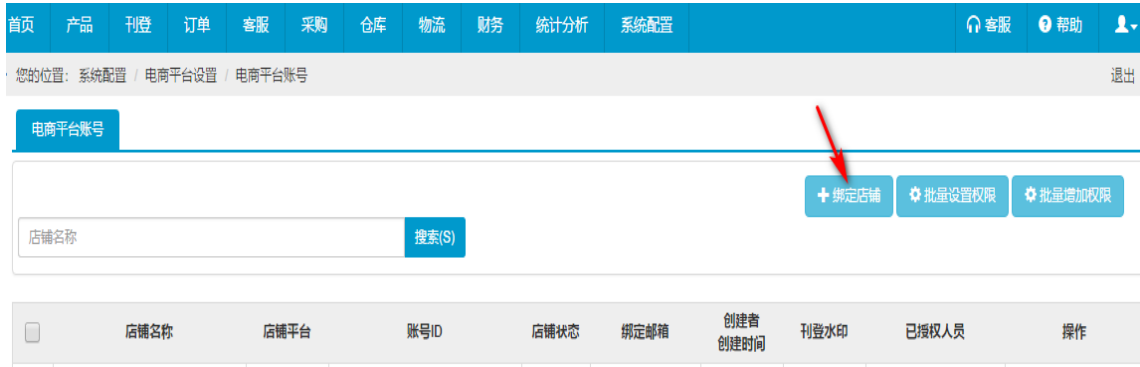 首页 产品 刊登 订单 客服 采购 仓库 物流 财务 统计分析 系统配置 客服 帮助
您的位置: 系统配置 / 电商平台设置 / 电商平台账号 退出
电商平台账号
绑定店铺 批量设置权限 批量增加权限
店铺名称 搜索(S)
店铺名称 店铺平台 账号ID 店铺状态 绑定邮箱 创建者 刊登水印 已授权人员 操作
创建时间